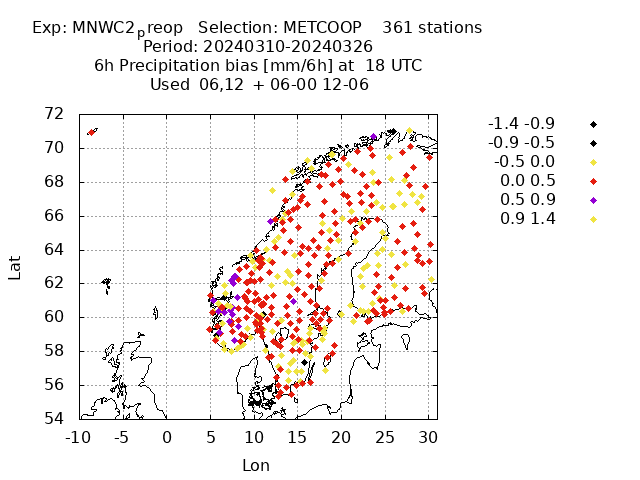 Exp: MNWC2preop Selection: METCOOP 361 stations
Period: 20240310-20240326
6h Precipitation bias [mm/6h] at 18 UTC
Used 06,12 + 06-00 12-06
72
70
68
66
64
62
60
58
56
54
Lat
-10 -5 0 5 10 15 20 25 30
Lon
-1.4 -0.9
-0.9 -0.5
-0.5 0.0
0.0 0.5
0.5 0.9
0.9 1.4